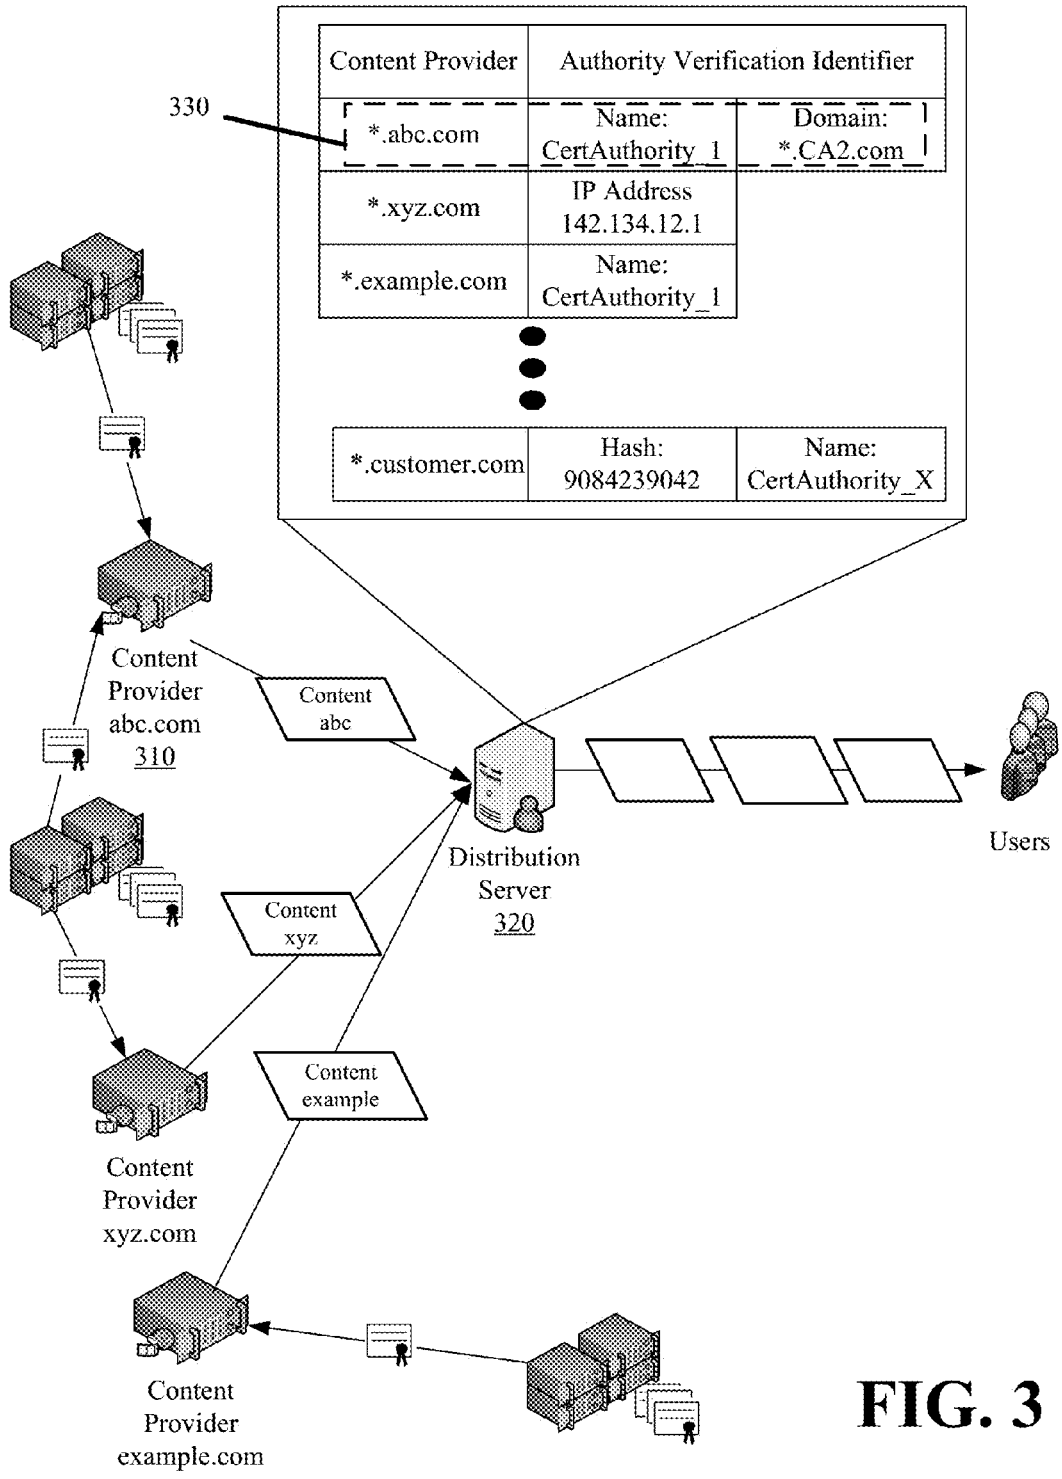 Content Provider
Authority Verification Identifier
330
*.abc.com
Name:
CertAuthority_1
Domain:
*.CA2.com
*.xyz.com
IP Address
142.134.12.1
*.example.com
Name:
CertAuthority_1
*.customer.com
Hash:
9084239042
Name:
CertAuthority_X
Content
Provider
abc.com
310
Content
abc
Distribution
Server
320
Users
Content
xyz
Content
example
Content
Provider
xyz.com
Content
Provider
example.com
FIG. 3